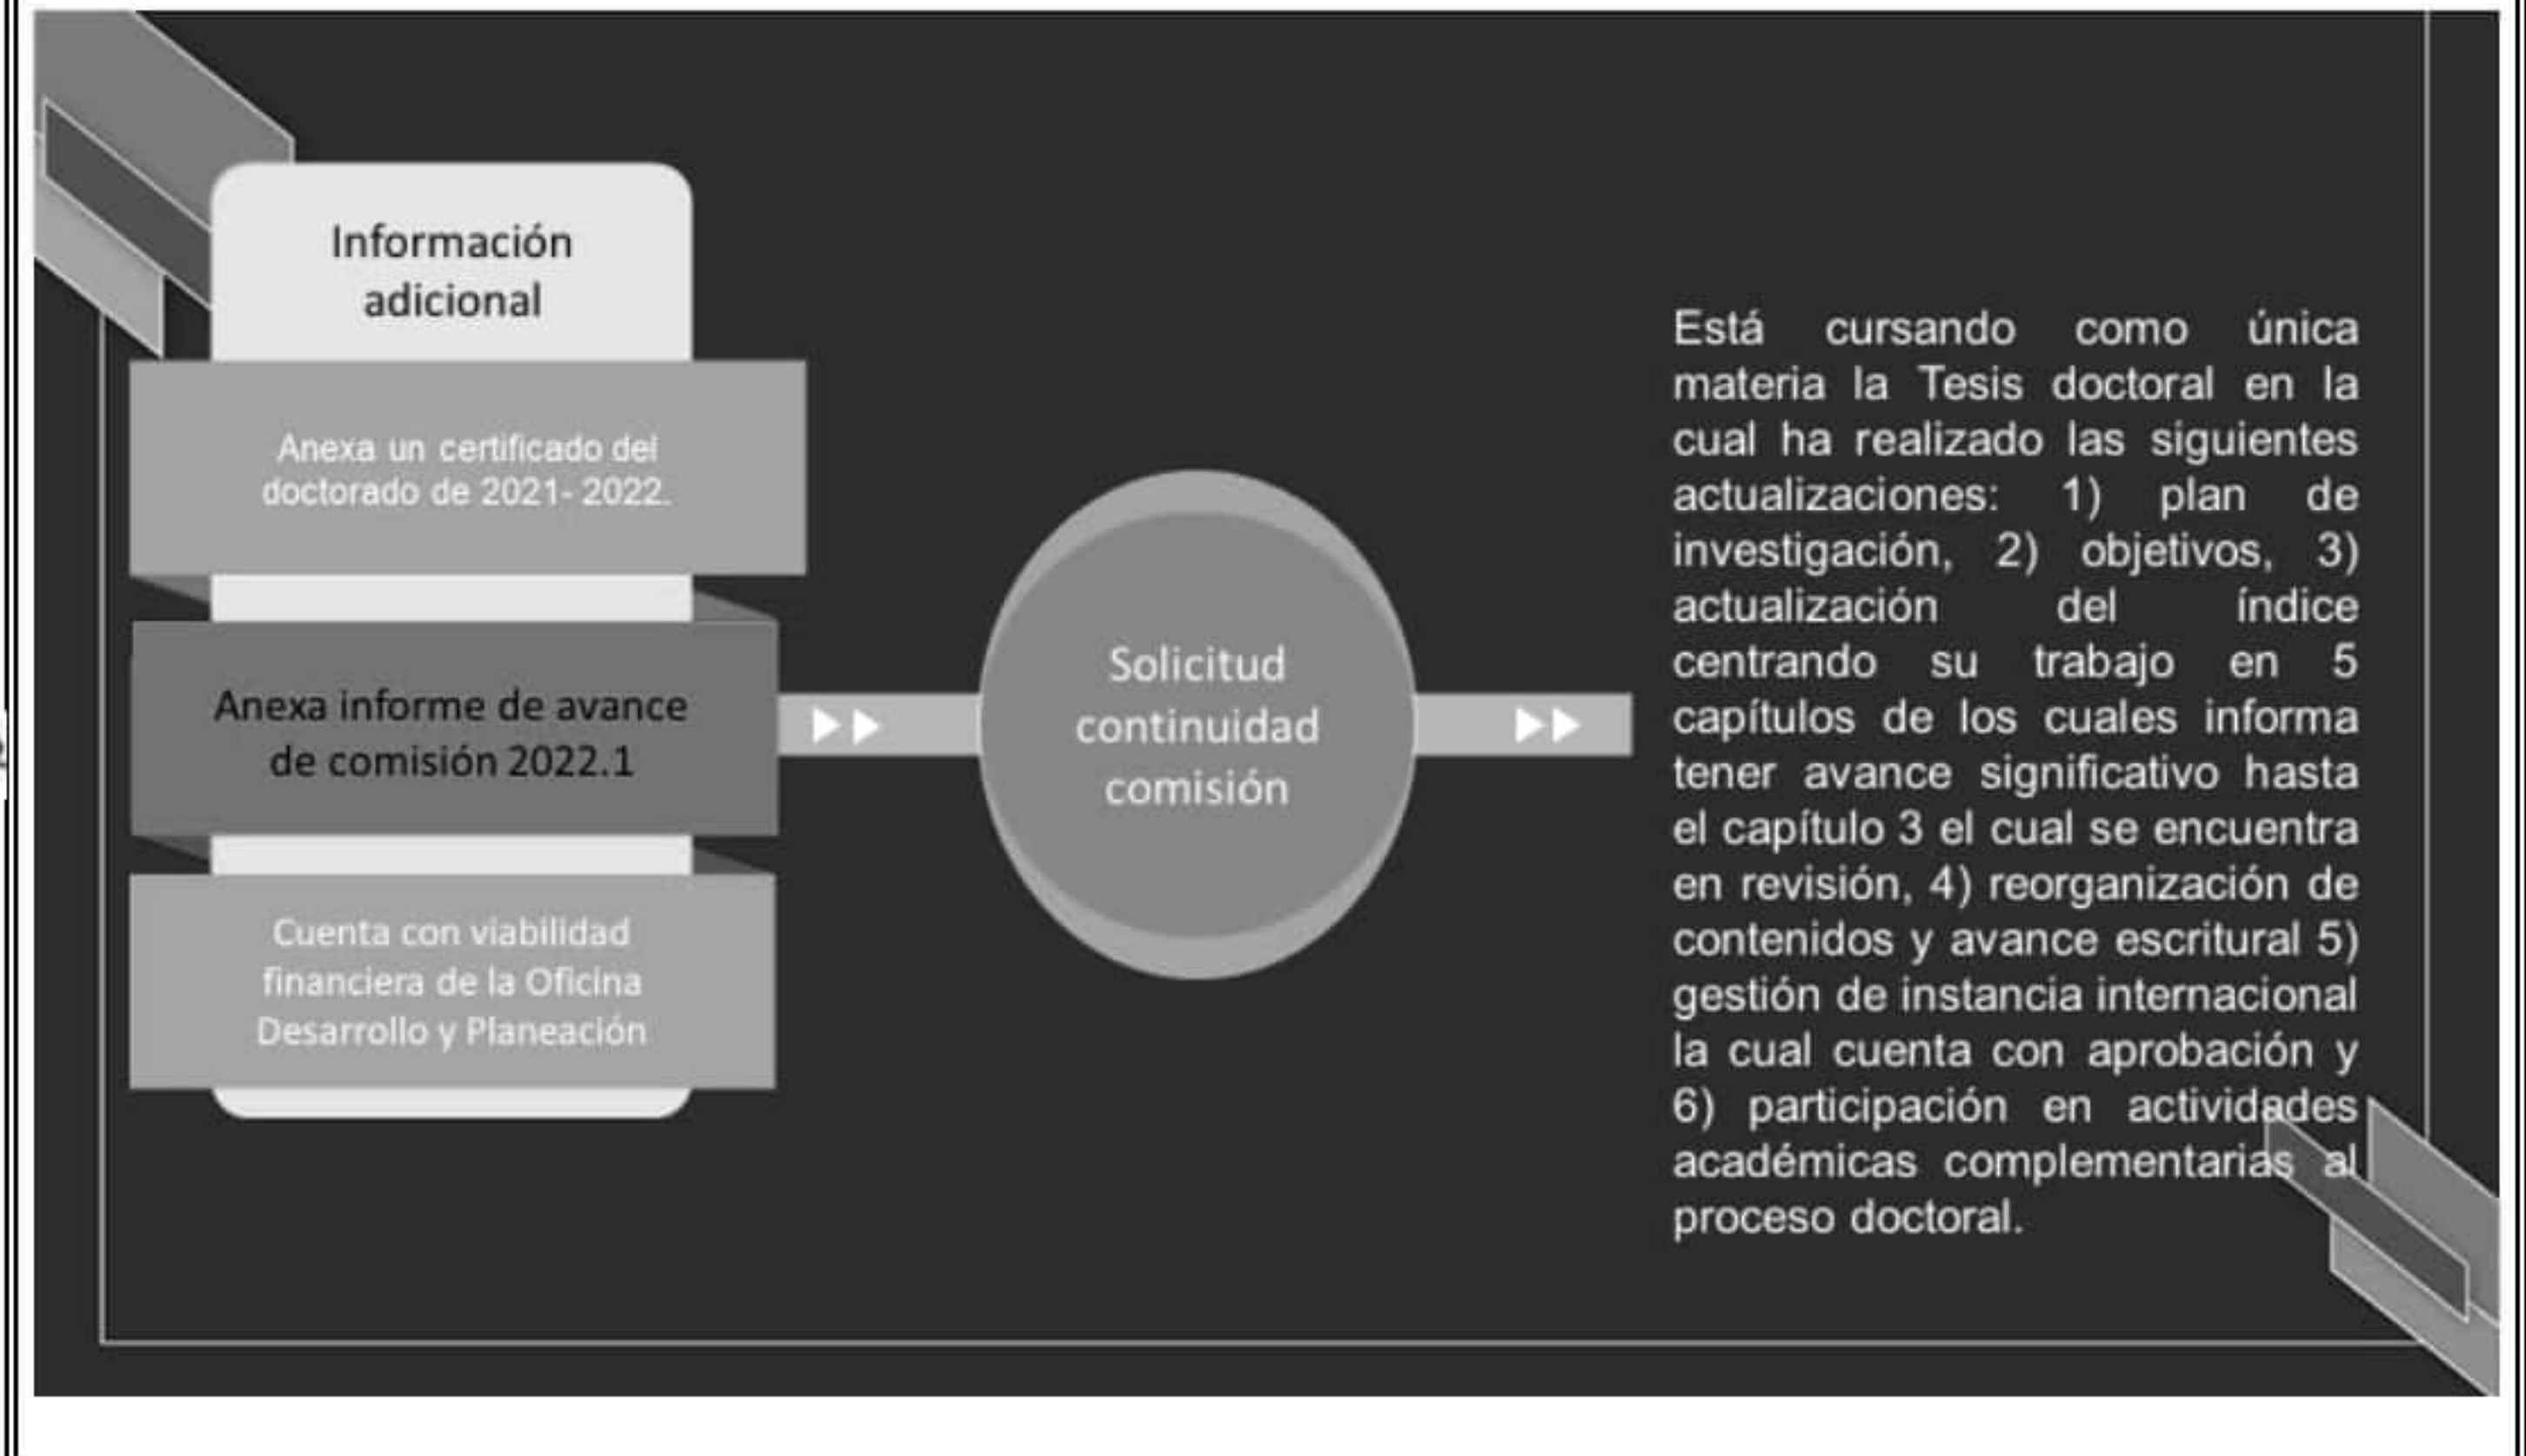 Información
adicional
Anexa un certificado del
doctorado de 2021- 2022.
Anexa informe de avance
de comisión 2022.1
Cuenta con viabilidad
financiera de la Oficina
Desarrollo y Planeación
Solicitud
continuidad
comisión
Está cursando como única
materia la Tesis doctoral en la
cual ha realizado las siguientes
actualizaciones: 1) plan de
investigación, 2) objetivos, 3)
actualización del índice
centrando su trabajo en 5
capítulos de los cuales informa
tener avance significativo hasta
el capítulo 3 el cual se encuentra
en revisión, 4) reorganización de
contenidos y avance escritural 5)
gestión de instancia internacional
la cual cuenta con aprobación y
6) participación en actividades
académicas complementarias al
proceso doctoral.